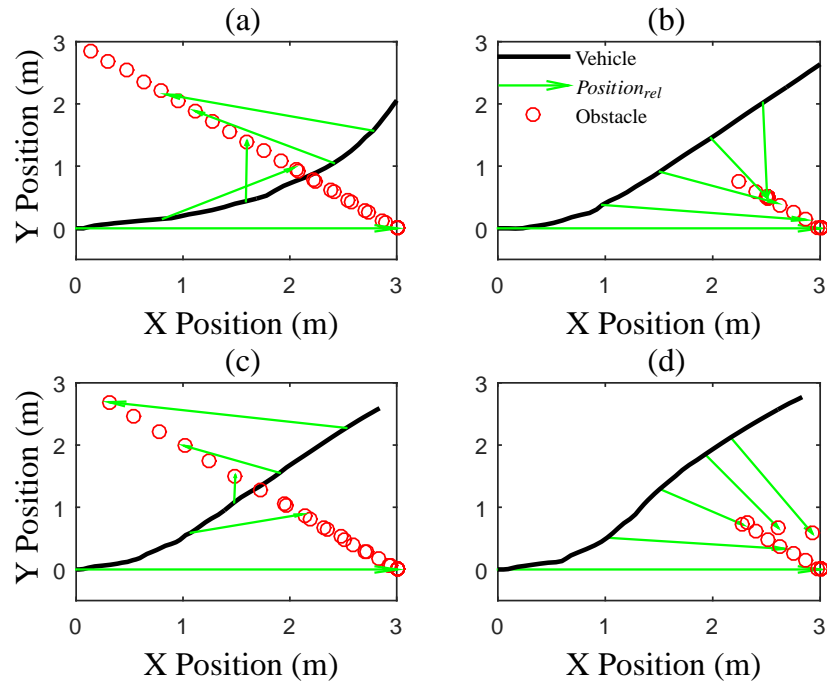 (a)
Y Position (m)
3
2
1
0
0 1 2 3
X Position (m)
(b)
Vehicle
Position_rel
Obstacle
3
2
1
0
0 1 2 3
X Position (m)
(c)
Y Position (m)
3
2
1
0
0 1 2 3
X Position (m)
(d)
3
2
1
0
0 1 2 3
X Position (m)